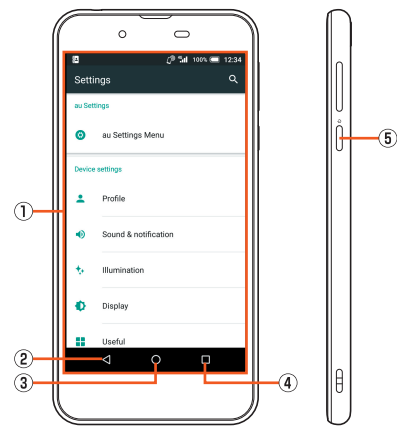 100% 12:34
Settings
au Settings
au Settings Menu
Device settings
Profile
Sound & notification
Illumination
Display
Useful
①
②
③
④
⑤